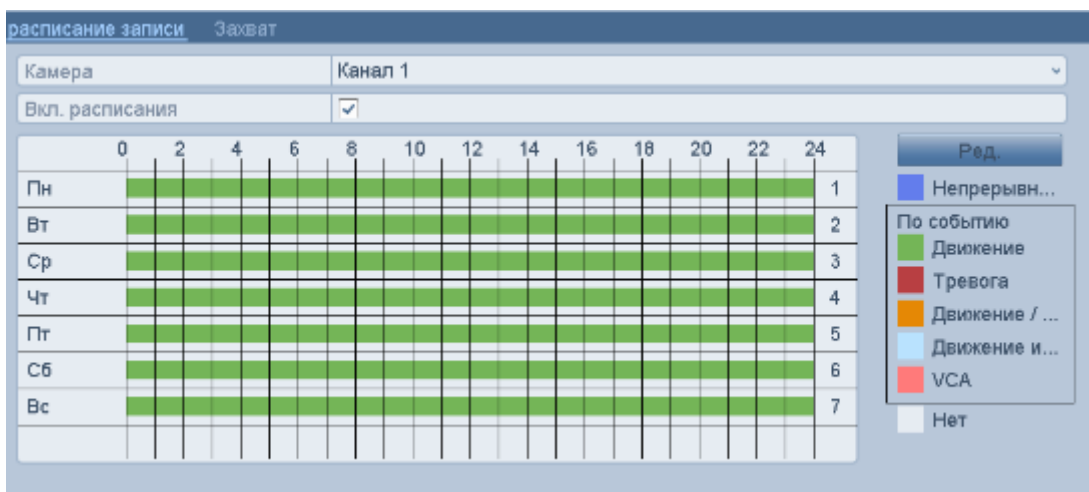 расписание записи Захват
Камера Канал 1
Вкл. расписания
0 2 4 6 8 10 12 14 16 18 20 22 24
Пн 1
Вт 2
Ср 3
Чт 4
Пт 5
Сб 6
Вс 7
Ред.
Непрерывн...
По событию
Движение
Тревога
Движение / ...
Движение и...
VCA
Нет